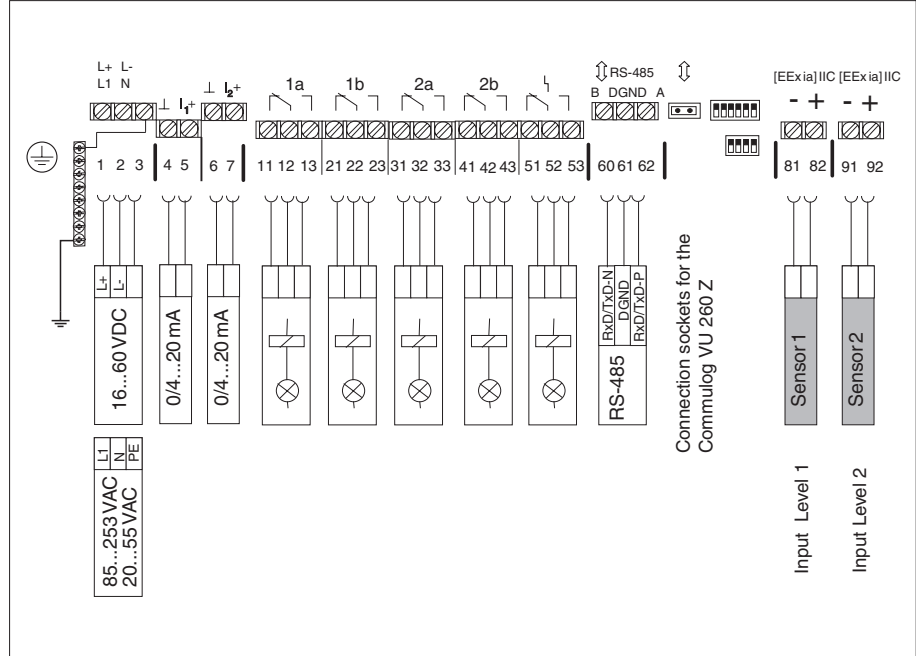 L+ L-
L1 N
⊥ I1+
⊥ I2+
1a
1b
2a
2b
RS-485
B DGND A
[EEx ia] IIC
[EEx ia] IIC
- +
- +
1 2 3
4 5
6 7
11 12 13
21 22 23
31 32 33
41 42 43
51 52 53
60 61 62
81 82
91 92
L+
L-
16...60 VDC
0/4...20 mA
0/4...20 mA
RxD/TxD-N
DGND
RxD/TxD-P
RS-485
Connection sockets for the
Commulog VU 260 Z
Sensor 1
Sensor 2
L1
N
PE
85...253 VAC
20...55 VAC
Input Level 1
Input Level 2